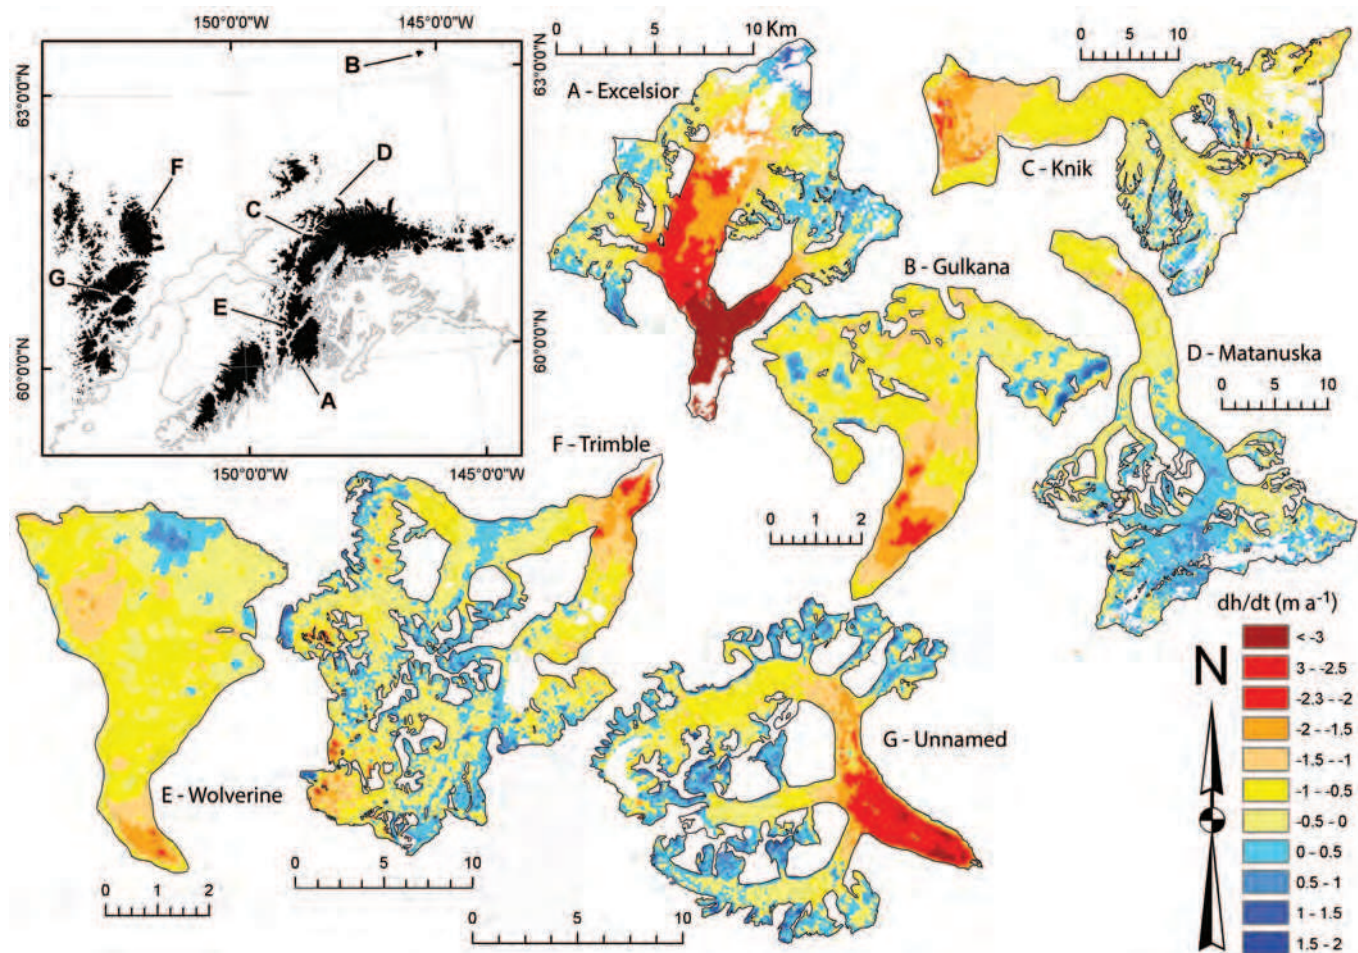 150°0'0"W 145°0'0"W
63°0'0"N
60°0'0"N
63°0'0"N
60°0'0"N
150°0'0"W 145°0'0"W
B
F
D
C
G
E
A
0 5 10 Km
A - Excelsior
0 5 10
C - Knik
B - Gulkana
0 1 2
D - Matanuska
0 5 10
F - Trimble
0 5 10
E - Wolverine
0 1 2
G - Unnamed
0 5 10
N
dh/dt (m a⁻¹)
< -3
3 - -2.5
-2.3 - -2
-2 - -1.5
-1.5 - -1
-1 - -0.5
-0.5 - 0
0 - 0.5
0.5 - 1
1 - 1.5
1.5 - 2